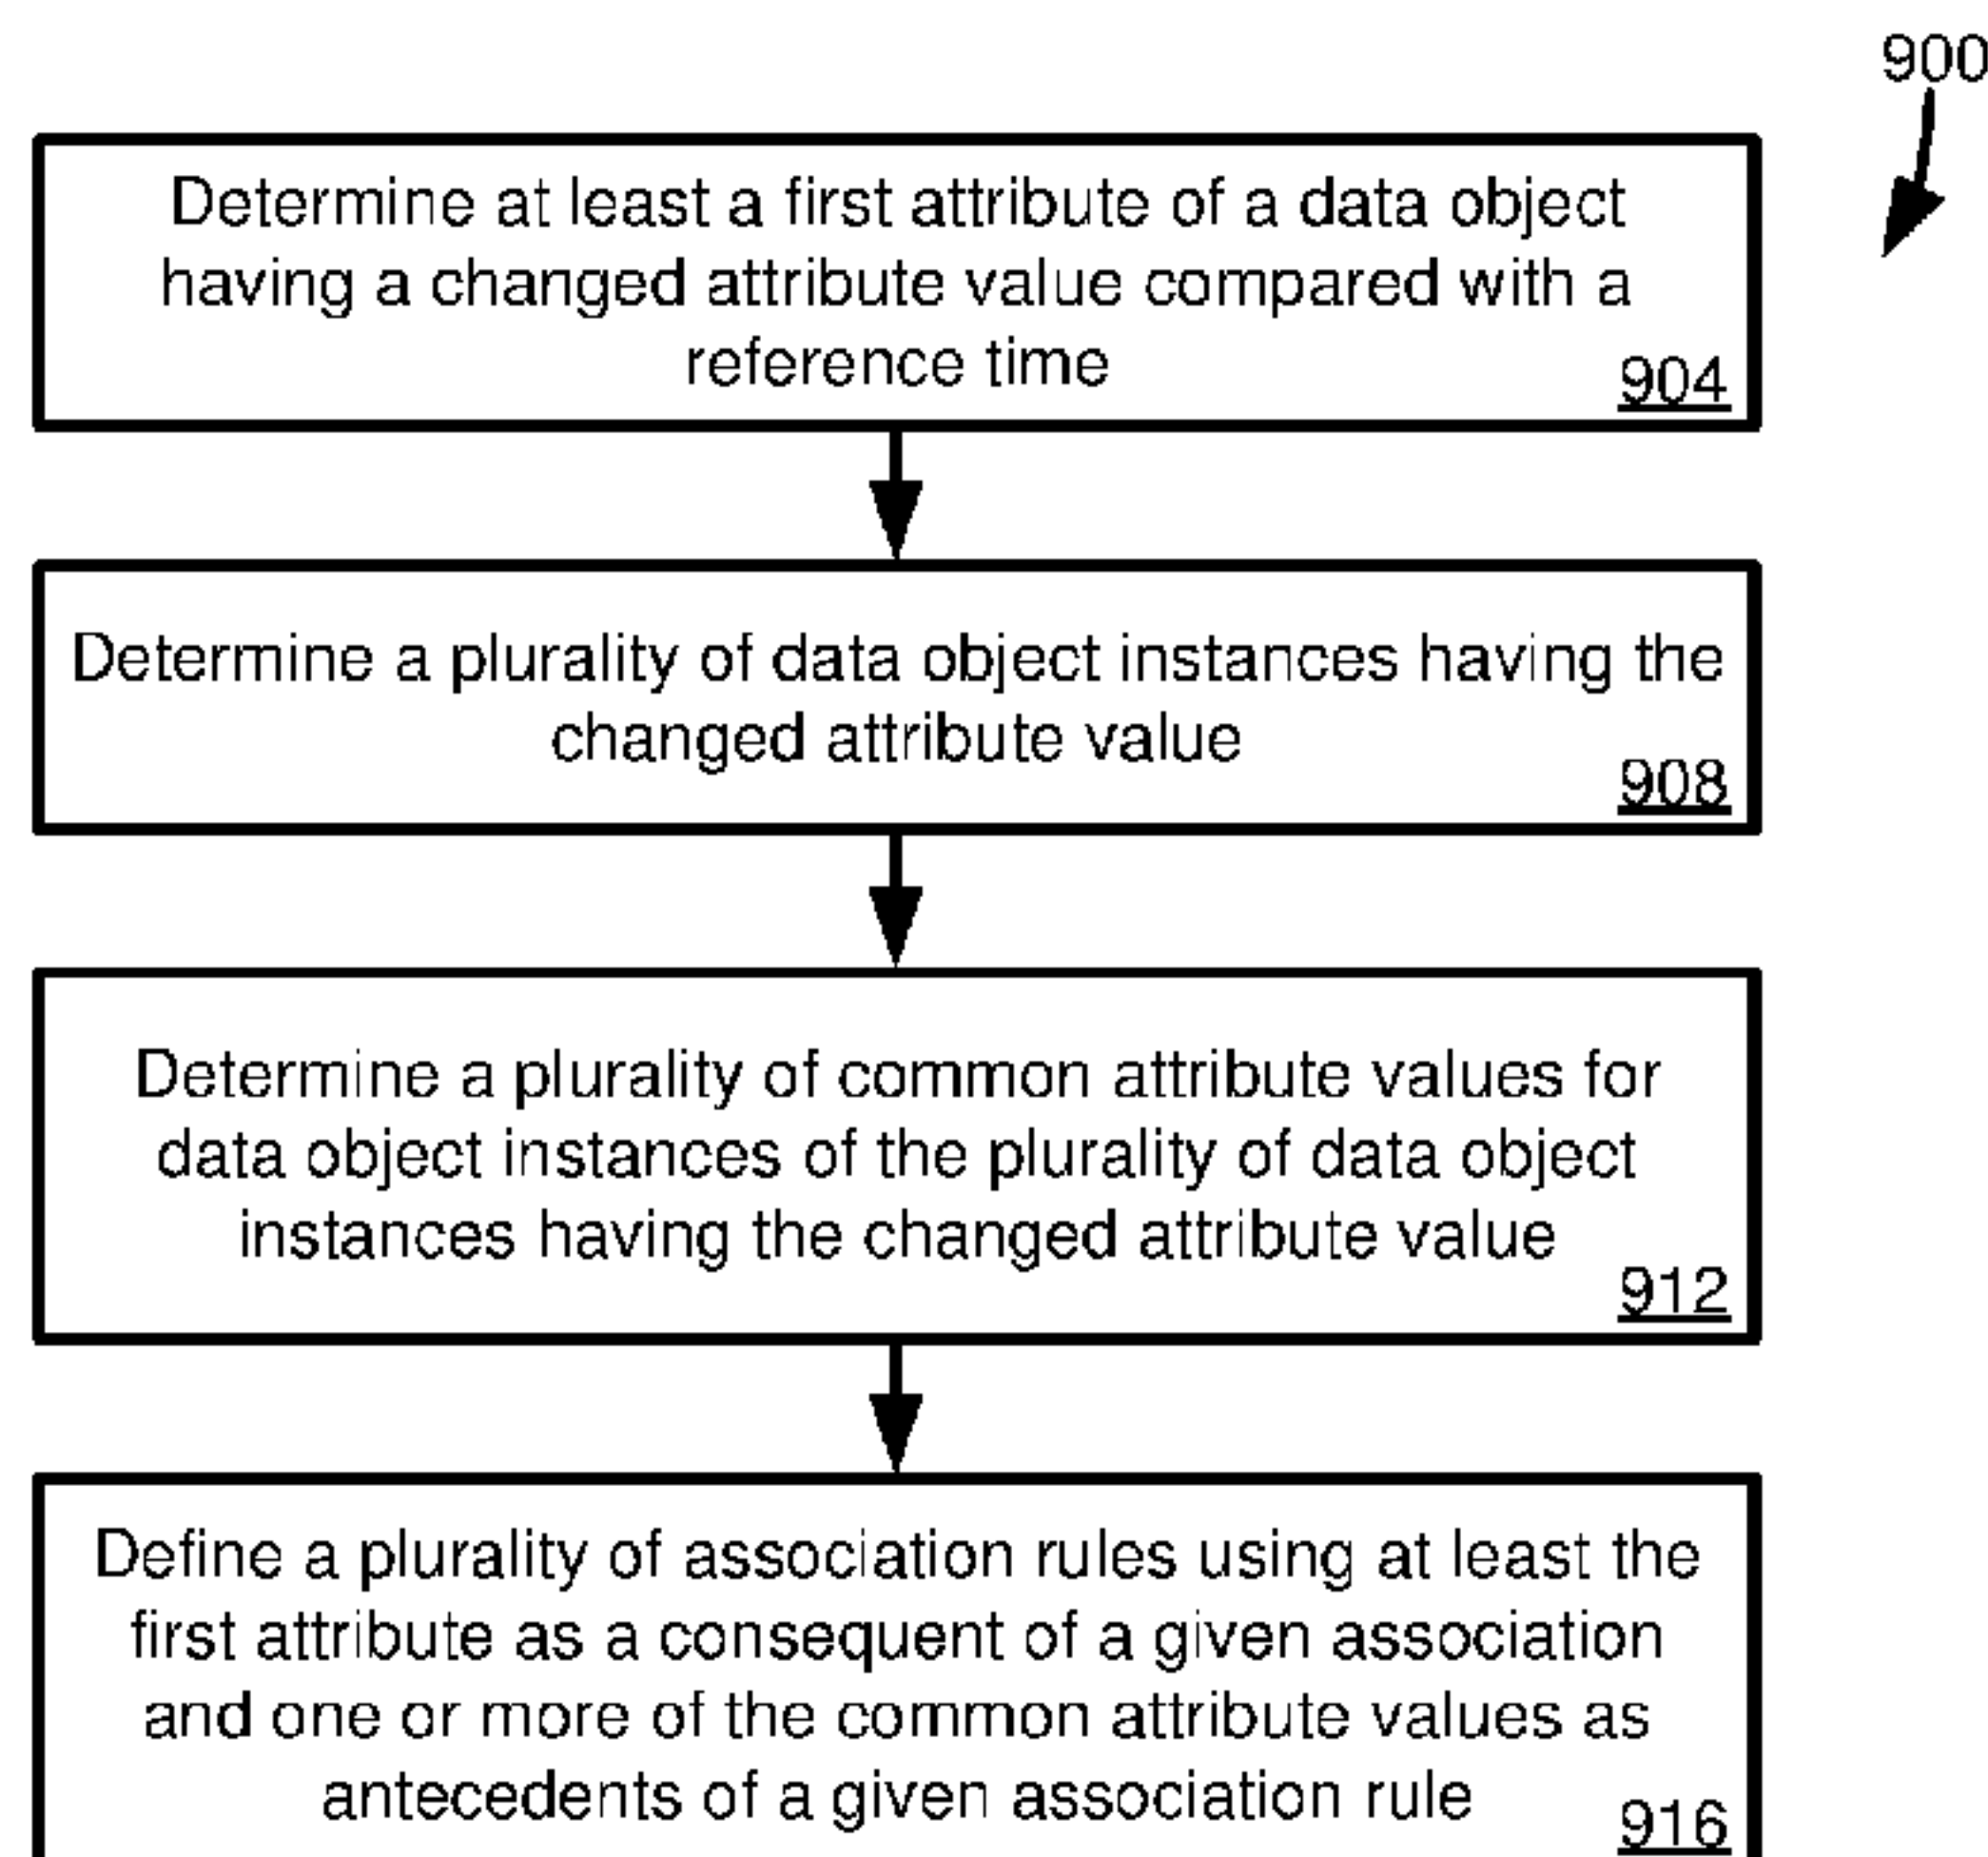 900
Determine at least a first attribute of a data object
having a changed attribute value compared with a
reference time
904
Determine a plurality of data object instances having the
changed attribute value
908
Determine a plurality of common attribute values for
data object instances of the plurality of data object
instances having the changed attribute value
912
Define a plurality of association rules using at least the
first attribute as a consequent of a given association
and one or more of the common attribute values as
antecedents of a given association rule
916